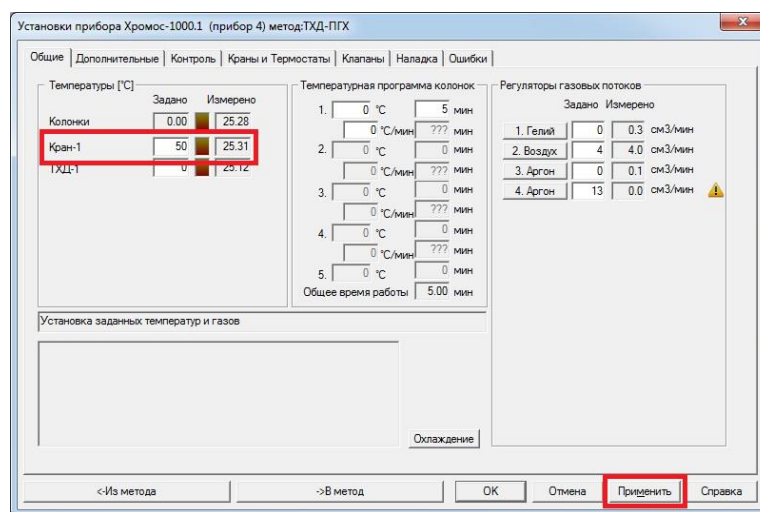 Установки прибора Хромос-1000.1 (прибор 4) метод:ТХД-ПГХ
Общие Дополнительные Контроль Краны и Термостаты Клапаны Наладка Ошибки
Температуры [°C]
Задано Измерено
Колонки 0.00 25.28
Кран-1 50 25.31
ТХД-1 0 25.12
Температурная программа колонок
1. 0 °C 5 мин
0 °C/мин ??? мин
2. 0 °C 0 мин
0 °C/мин ??? мин
3. 0 °C 0 мин
0 °C/мин ??? мин
4. 0 °C 0 мин
0 °C/мин ??? мин
5. 0 °C 0 мин
Общее время работы 5.00 мин
Регуляторы газовых потоков
Задано Измерено
1. Гелий 0 0.3 см3/мин
2. Воздух 4 4.0 см3/мин
3. Аргон 0 0.1 см3/мин
4. Аргон 13 0.0 см3/мин
Установка заданных температур и газов
Охлаждение
<-Из метода ->В метод OK Отмена Применить Справка